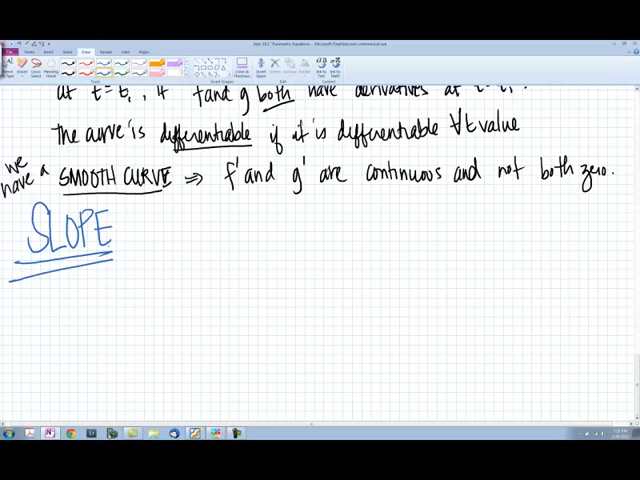 at t = t₁, if f and g both have derivatives at t = t₁.
The curve is differentiable if it is differentiable ∀ t value
we have a SMOOTH CURVE ⇒ f' and g' are continuous and not both zero.
SLOPE